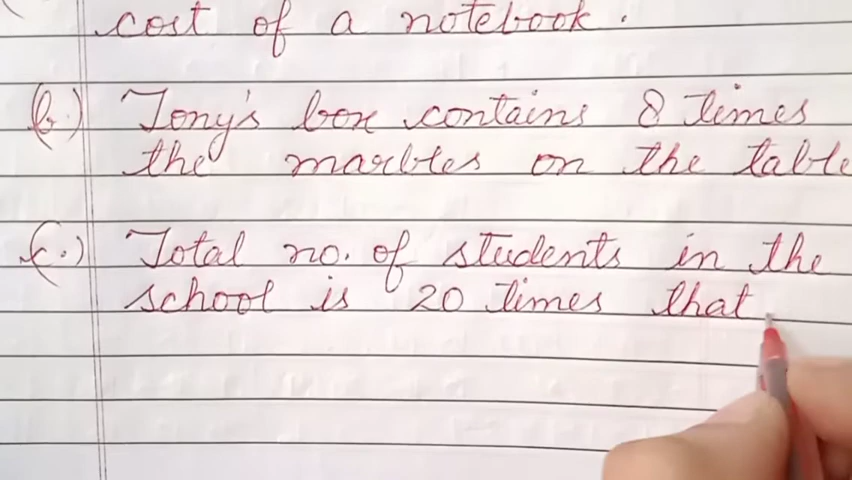 cost of a notebook.
(b.) Tony's box contains 8 times
the marbles on the table
(c.) Total no. of students in the
school is 20 times that